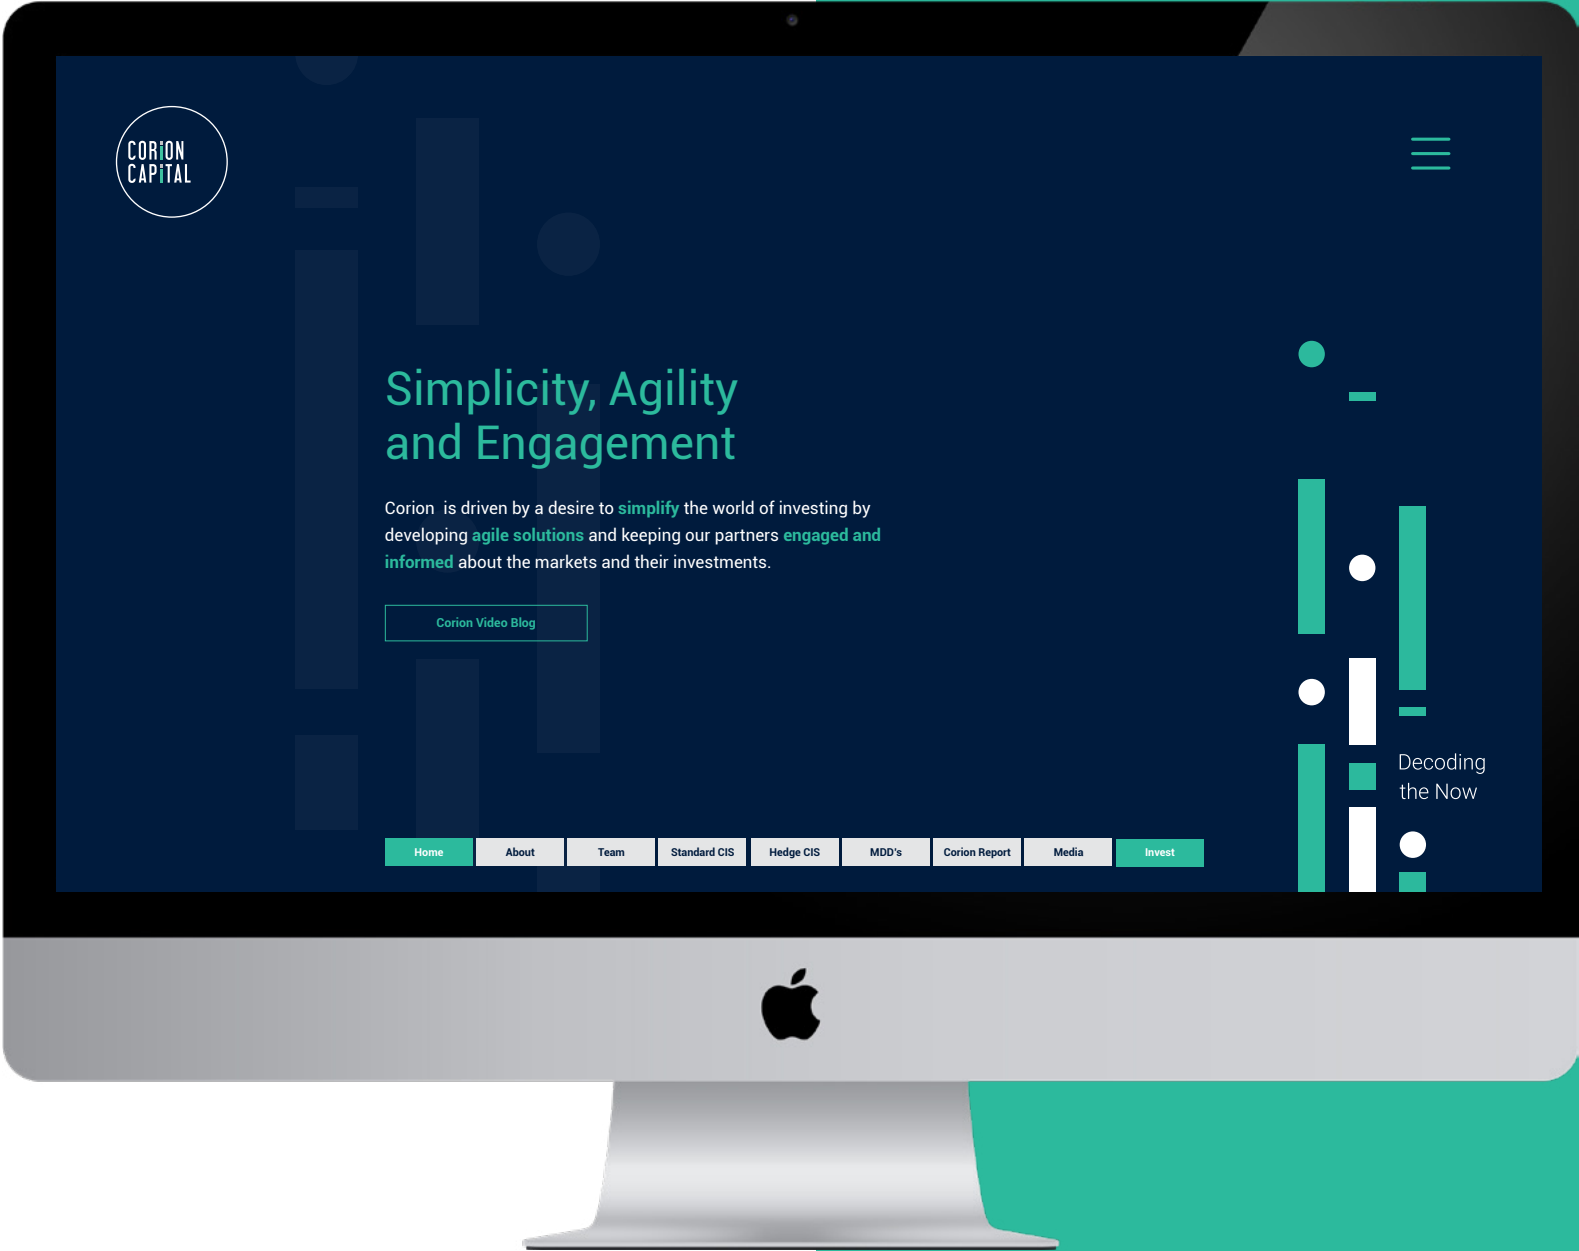 CORiON
CAPiTAL
Simplicity, Agility
and Engagement
Corion is driven by a desire to simplify the world of investing by
developing agile solutions and keeping our partners engaged and
informed about the markets and their investments.
Corion Video Blog
Decoding
the Now
Home About Team Standard CIS Hedge CIS MDD's Corion Report Media Invest